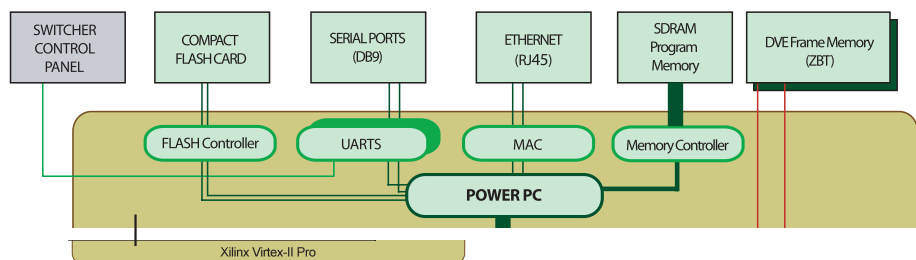 SWITCHER
CONTROL
PANEL
COMPACT
FLASH CARD
SERIAL PORTS
(DB9)
ETHERNET
(RJ45)
SDRAM
Program
Memory
DVE Frame Memory
(ZBT)
FLASH Controller
UARTS
MAC
Memory Controller
POWER PC
Xilinx Virtex-II Pro